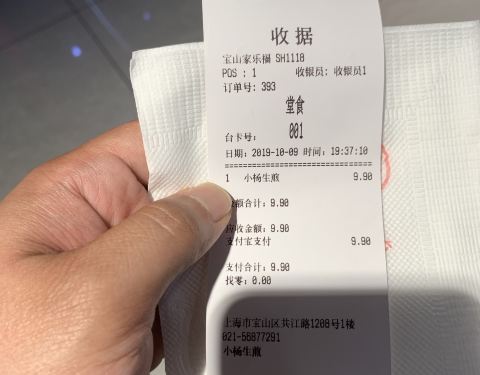 收据
宝山家乐福 SH1110
POS : 1 收银员: 收银员1
订单号: 393
堂食
台卡号: 001
日期: 2019-10-09 时间: 19:37:10
1 小杨生煎 9.90
额合计: 9.90
应收金额: 9.90
支付宝支付 9.90
支付合计: 9.90
找零: 0.00
上海市宝山区共江路1208号1楼
021-56877291
小杨生煎